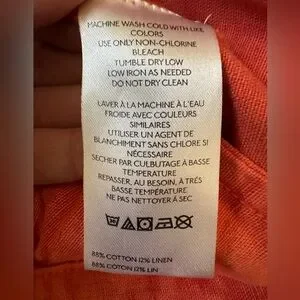 MACHINE WASH COLD WITH LIKE
COLORS
USE ONLY NON-CHLORINE
BLEACH
TUMBLE DRY LOW
LOW IRON AS NEEDED
DO NOT DRY CLEAN
LAVER À LA MACHINE À L'EAU
FROIDE AVEC COULEURS
SIMILAIRES
UTILISER UN AGENT DE
BLANCHIMENT SANS CHLORE SI
NÉCESSAIRE
SECHER PAR CULBUTAGE À BASSE
TEMPERATURE
REPASSER, AU BESOIN, À TRÈS
BASSE TEMPÉRATURE
NE PAS NETTOYER À SEC
88% COTTON 12% LINEN
88% COTON 12% LIN